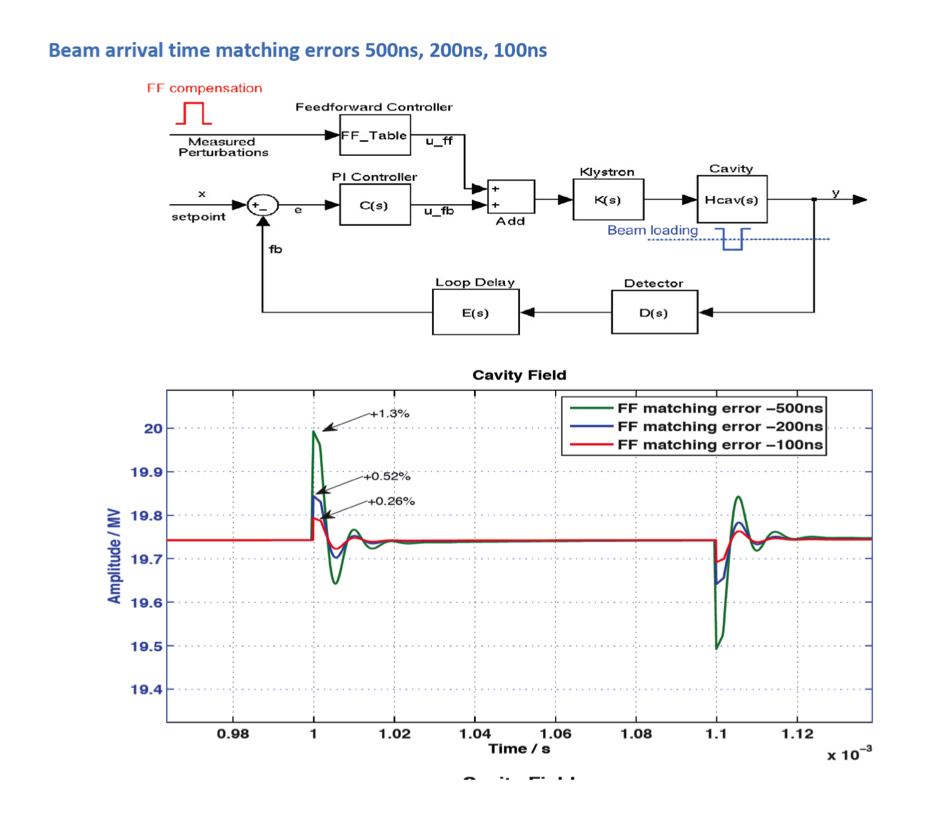 Beam arrival time matching errors 500ns, 200ns, 100ns
FF compensation
Feedforward Controller
FF_Table
u_ff
Measured
Perturbations
PI Controller
Klystron
Cavity
x
+
+
y
+
-
e
C(s)
u_fb
K(s)
Hcav(s)
setpoint
Add
Beam loading
fb
Loop Delay
Detector
E(s)
D(s)
Cavity Field
FF matching error −500ns
FF matching error −200ns
FF matching error −100ns
+1.3%
+0.52%
+0.26%
Amplitude / MV
20
19.9
19.8
19.7
19.6
19.5
19.4
0.98
1
1.02
1.04
1.06
1.08
1.1
1.12
Time / s
x 10−3